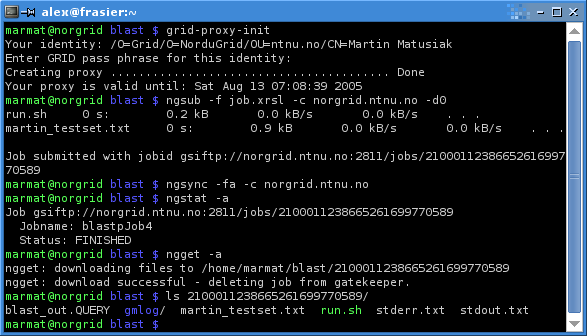 alex@frasier:~
marmat@norgrid blast $ grid-proxy-init
Your identity: /O=Grid/O=NorduGrid/OU=ntnu.no/CN=Martin Matusiak
Enter GRID pass phrase for this identity:
Creating proxy ........................................ Done
Your proxy is valid until: Sat Aug 13 07:08:39 2005
marmat@norgrid blast $ ngsub -f job.xrsl -c norgrid.ntnu.no -d0
run.sh     0 s:        0.2 kB       0.0 kB/s       0.0 kB/s    . . .
martin_testset.txt     0 s:        0.9 kB       0.0 kB/s       0.0 kB/s    . . .
Job submitted with jobid gsiftp://norgrid.ntnu.no:2811/jobs/21000112386652616997
70589
marmat@norgrid blast $ ngsync -fa -c norgrid.ntnu.no
marmat@norgrid blast $ ngstat -a
Job gsiftp://norgrid.ntnu.no:2811/jobs/2100011238665261699770589
  Jobname: blastpJob4
  Status: FINISHED
marmat@norgrid blast $ ngget -a
ngget: downloading files to /home/marmat/blast/2100011238665261699770589
ngget: download successful - deleting job from gatekeeper.
marmat@norgrid blast $ ls 2100011238665261699770589/
blast_out.QUERY  gmlog/  martin_testset.txt  run.sh  stderr.txt  stdout.txt
marmat@norgrid blast $